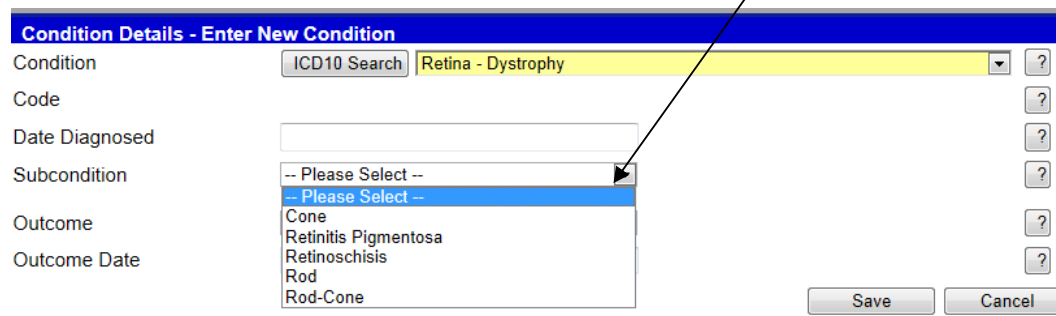 Condition Details - Enter New Condition
Condition ICD10 Search Retina - Dystrophy ?
Code ?
Date Diagnosed ?
Subcondition -- Please Select -- ?
-- Please Select --
Cone
Outcome ?
Retinitis Pigmentosa
Retinoschisis
Outcome Date ?
Rod
Rod-Cone
Save Cancel